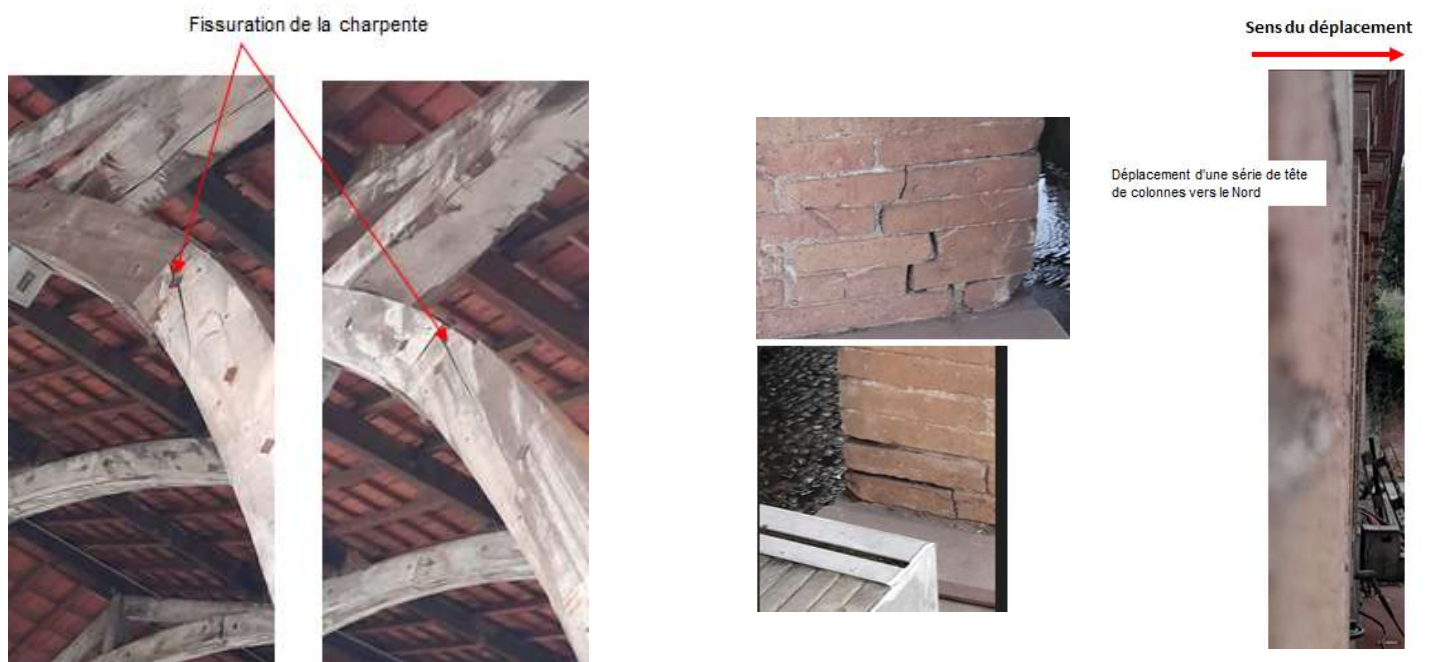 Fissuration de la charpente
Sens du déplacement
Déplacement d'une série de tête
de colonnes vers le Nord